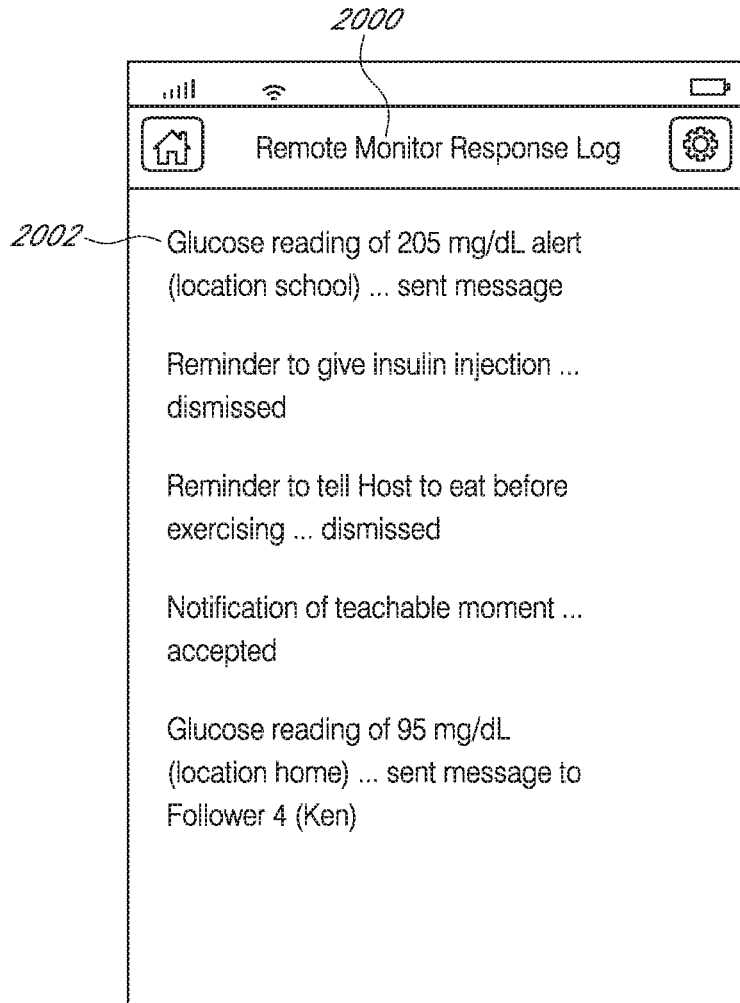 2000
Remote Monitor Response Log
2002
Glucose reading of 205 mg/dL alert
(location school) ... sent message
Reminder to give insulin injection ...
dismissed
Reminder to tell Host to eat before
exercising ... dismissed
Notification of teachable moment ...
accepted
Glucose reading of 95 mg/dL
(location home) ... sent message to
Follower 4 (Ken)